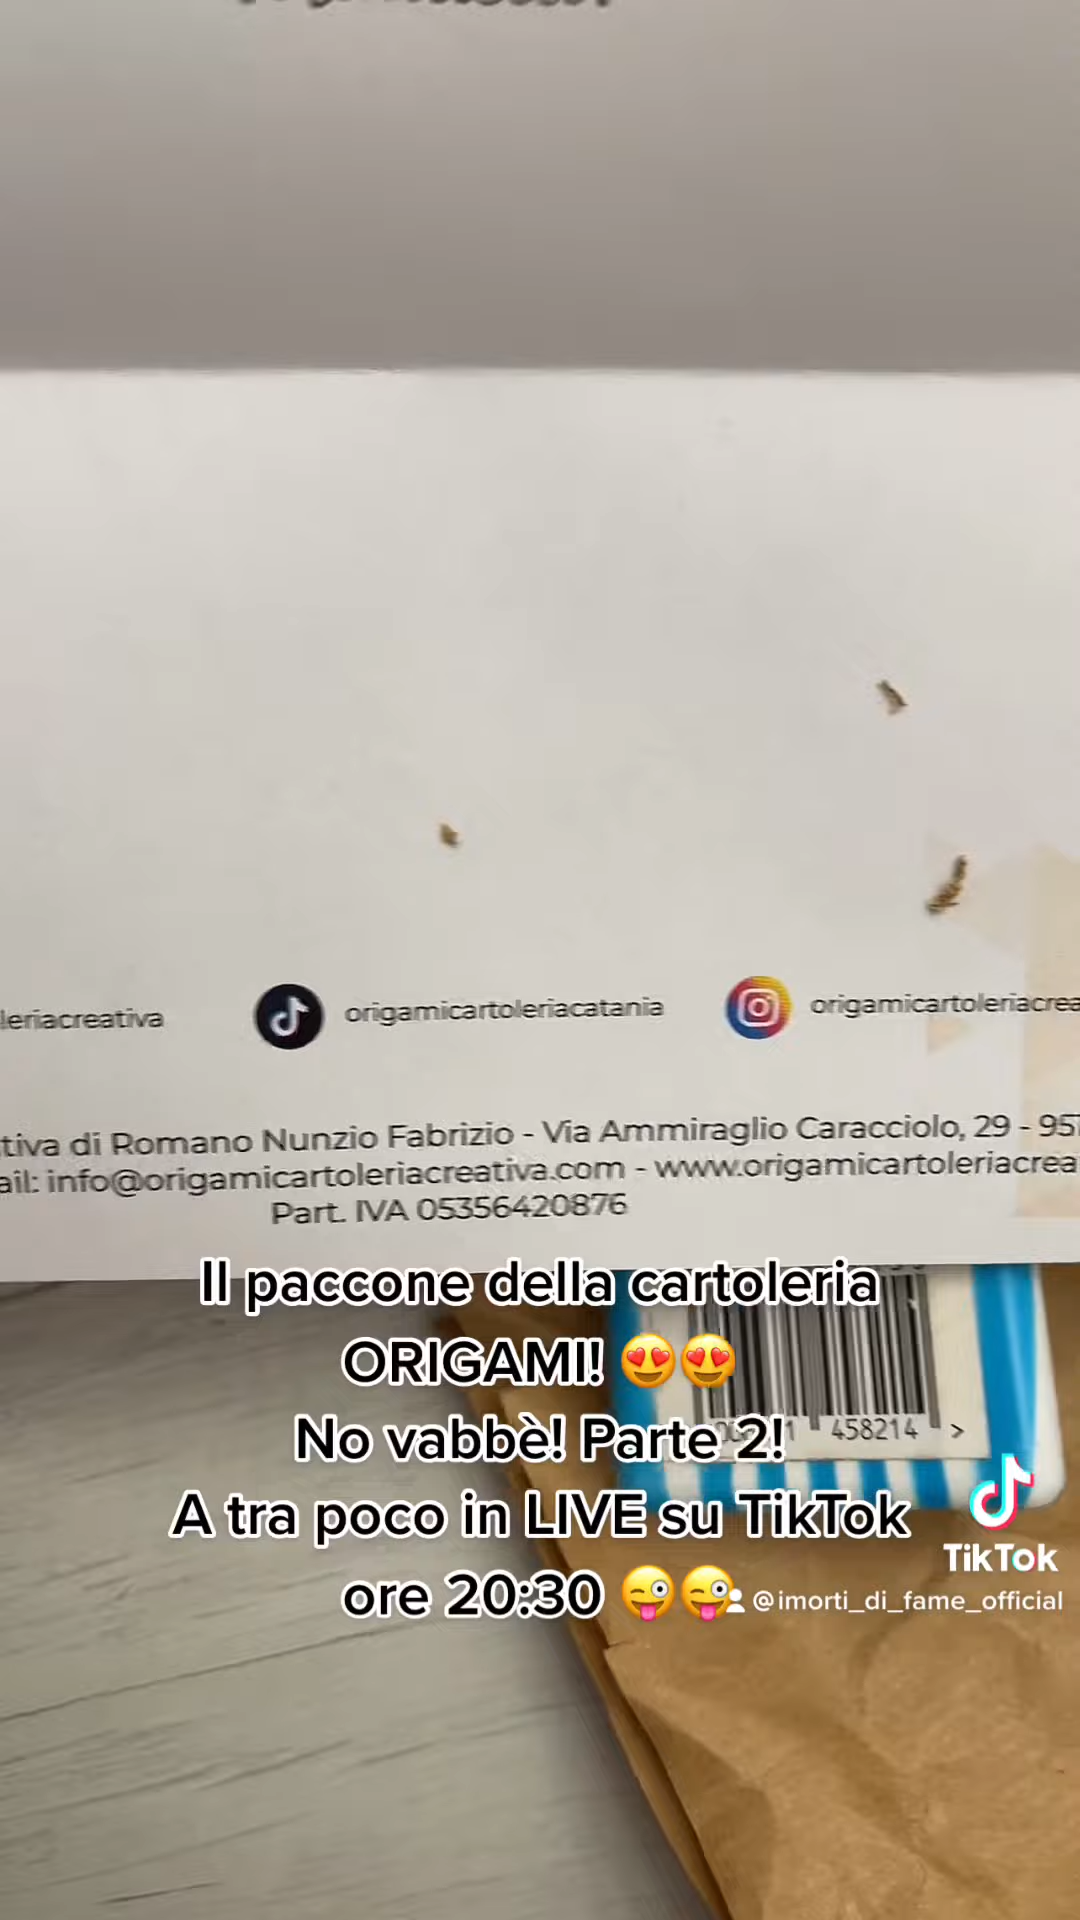 leriacreativa
origamicartoleriacatania
origamicartoleriacrea
tiva di Romano Nunzio Fabrizio - Via Ammiraglio Caracciolo, 29 - 95
ail: info@origamicartoleriacreativa.com - www.origamicartoleriacrea
Part. IVA 05356420876
Il paccone della cartoleria
ORIGAMI! 😍😍
No vabbè! Parte 2!
A tra poco in LIVE su TikTok
ore 20:30 😜😜
458214 >
TikTok
@imorti_di_fame_official